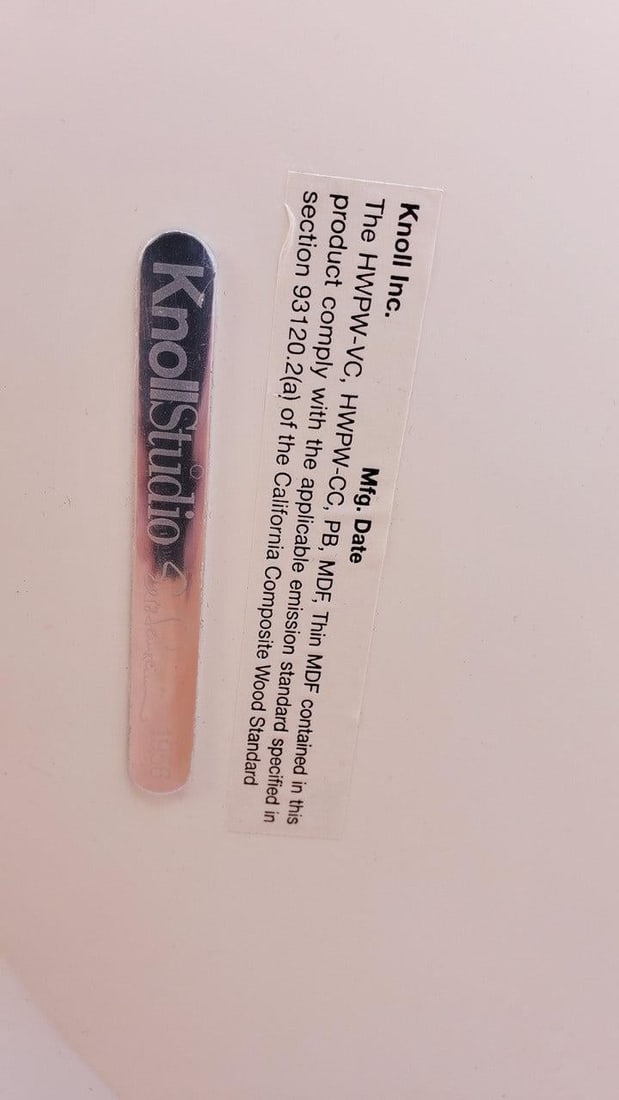 Knoll Inc.
Mfg. Date
The HWPW-VC, HWPW-CC, PB, MDF, Thin MDF contained in this
product comply with the applicable emission standard specified in
section 93120.2(a) of the California Composite Wood Standard
KnollStudio